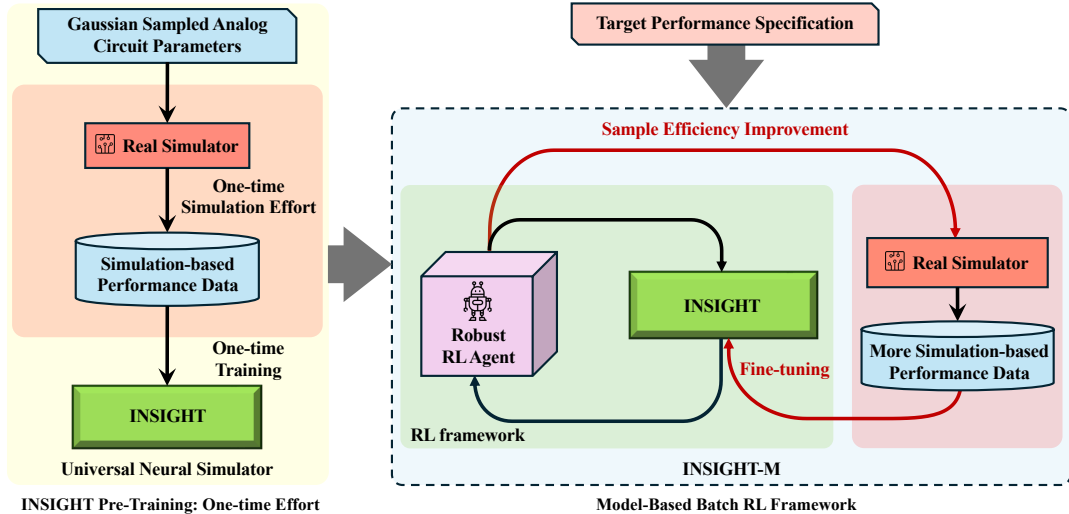 Gaussian Sampled Analog
Circuit Parameters
Real Simulator
One-time
Simulation Effort
Simulation-based
Performance Data
One-time
Training
INSIGHT
Universal Neural Simulator
INSIGHT Pre-Training: One-time Effort
Target Performance Specification
Sample Efficiency Improvement
Robust
RL Agent
INSIGHT
Fine-tuning
RL framework
Real Simulator
More Simulation-based
Performance Data
INSIGHT-M
Model-Based Batch RL Framework